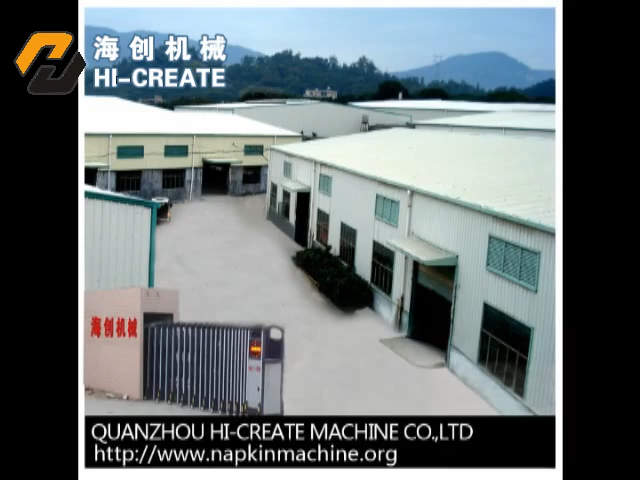 海创机械
HI-CREATE
海创机械
QUANZHOU HI-CREATE MACHINE CO.,LTD
http://www.napkinmachine.org